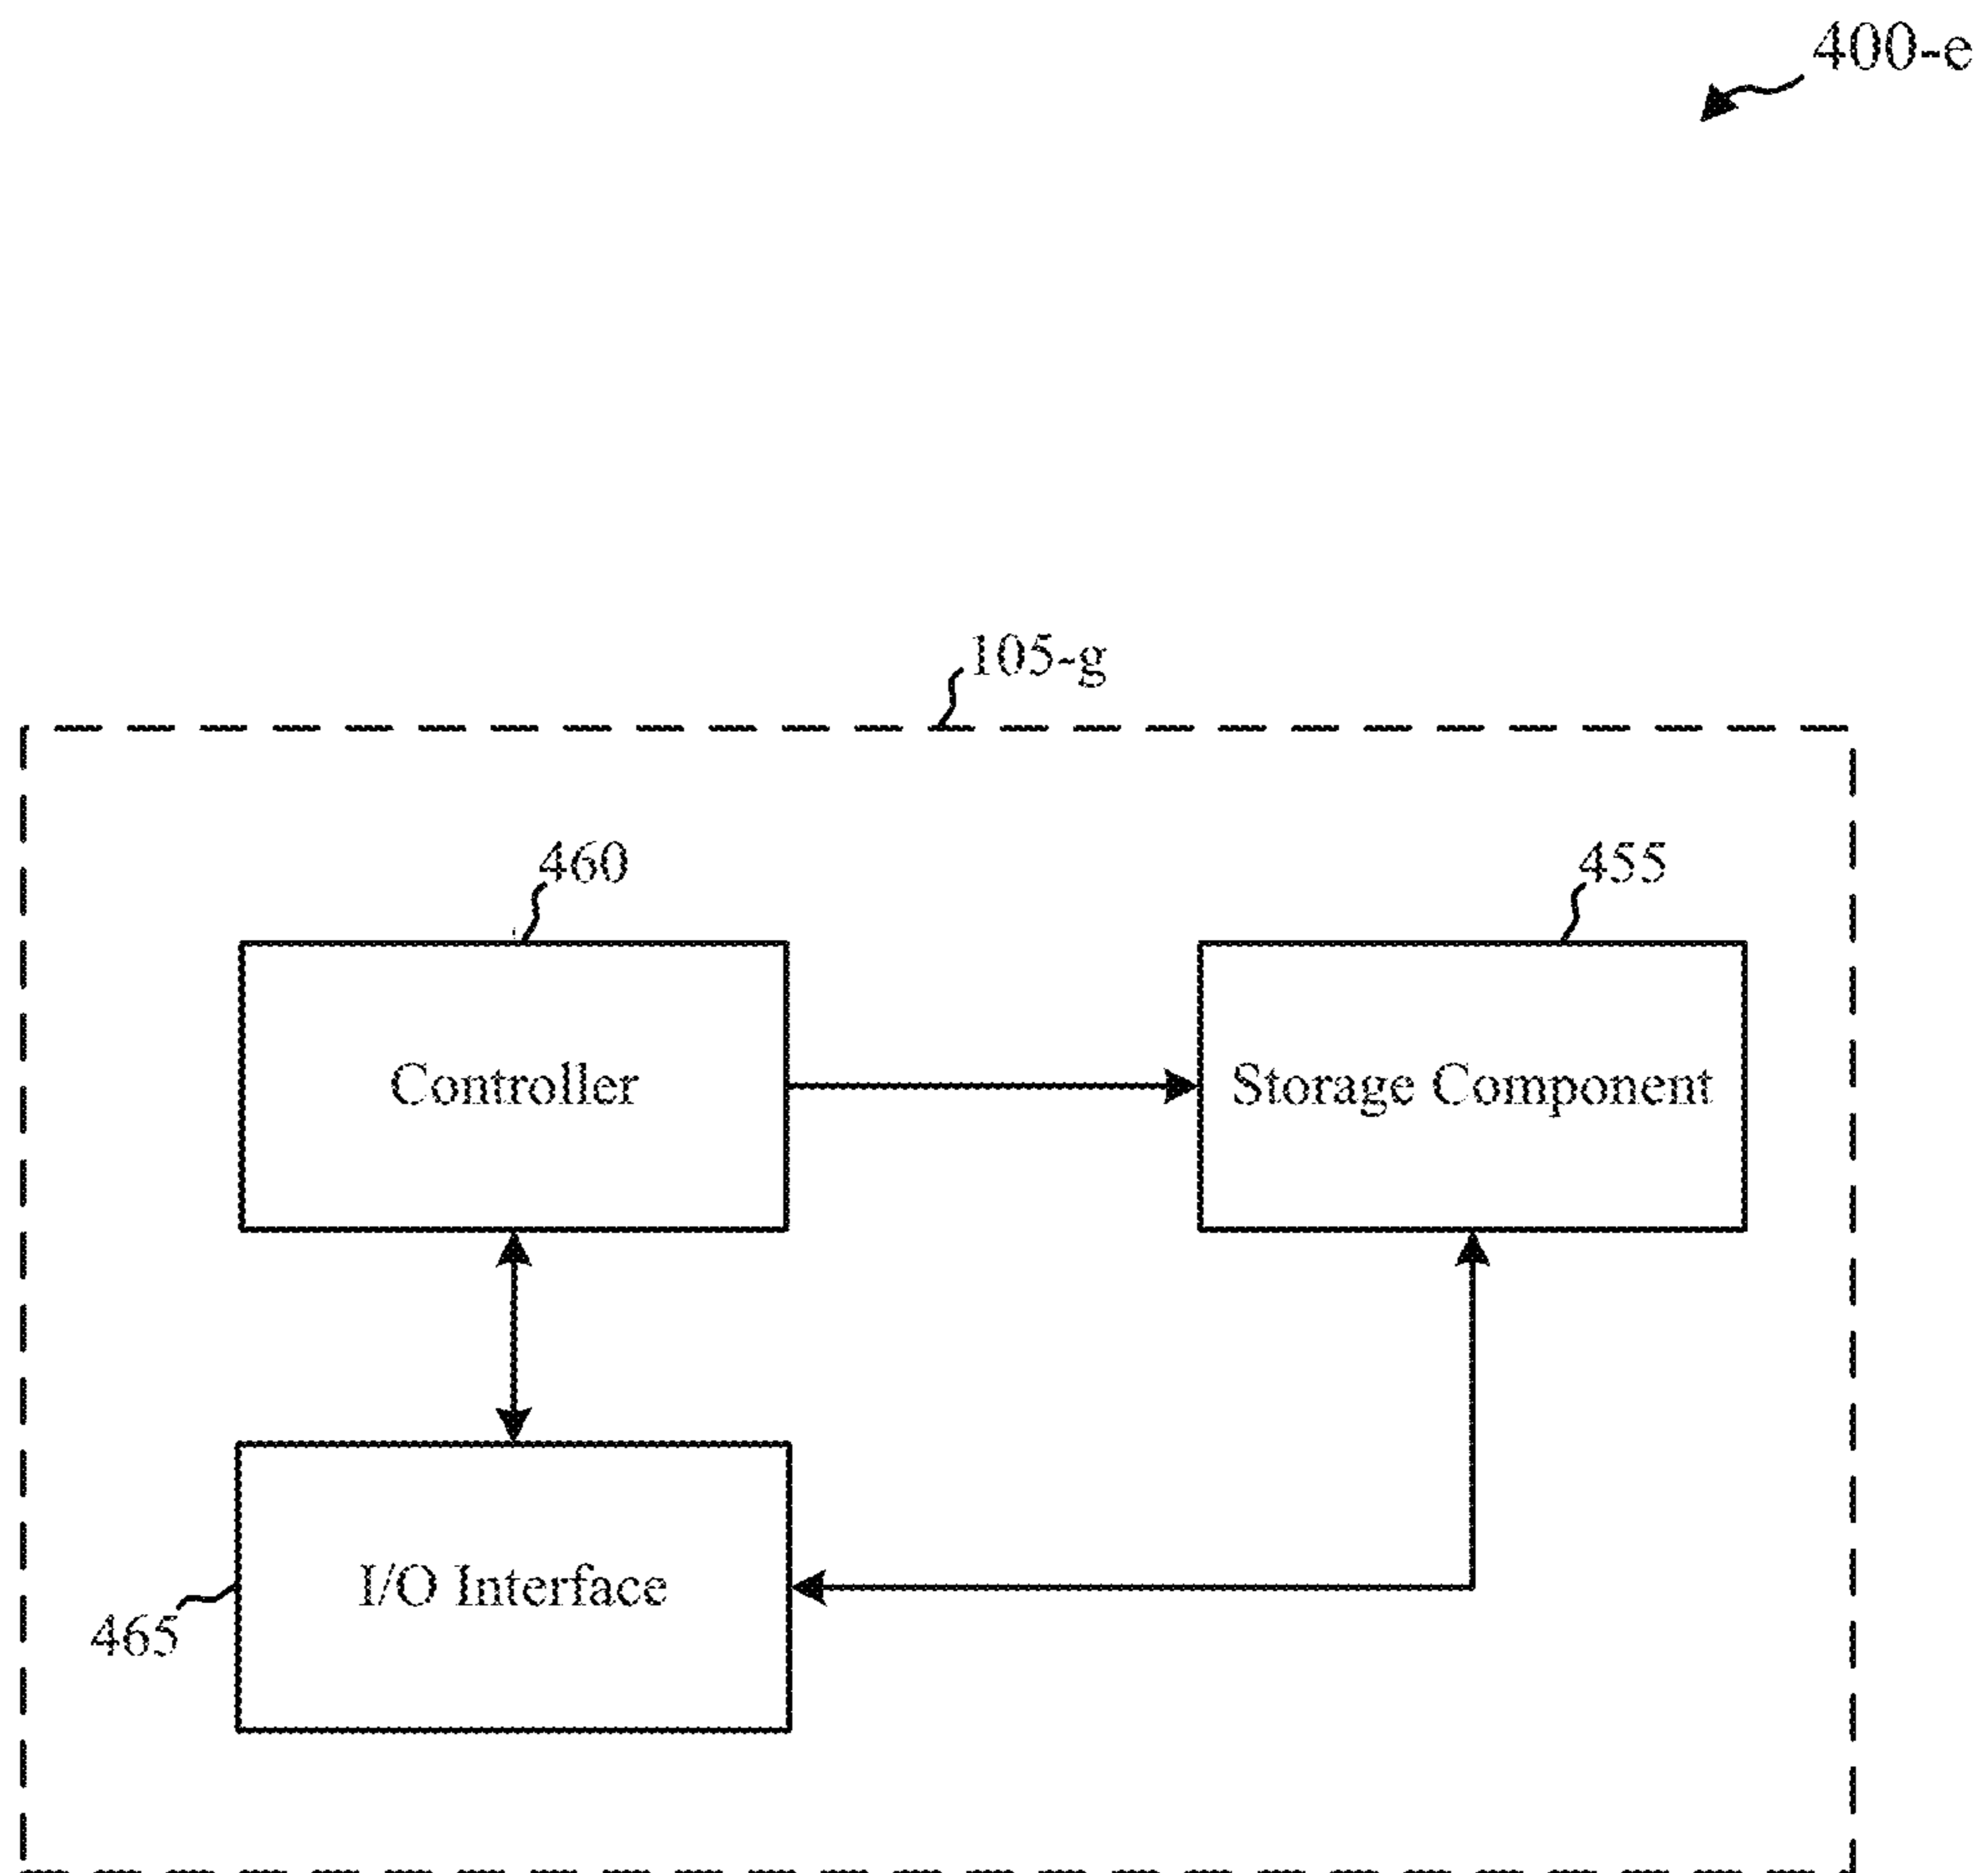 400-e
105-g
460
455
Controller
Storage Component
I/O Interface
465